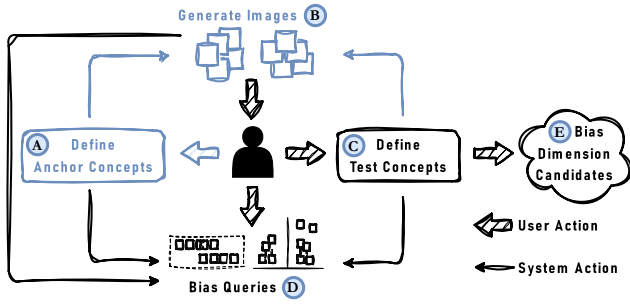 Generate Images B
A Define
Anchor Concepts
C Define
Test Concepts
E Bias
Dimension
Candidates
User Action
System Action
Bias Queries D